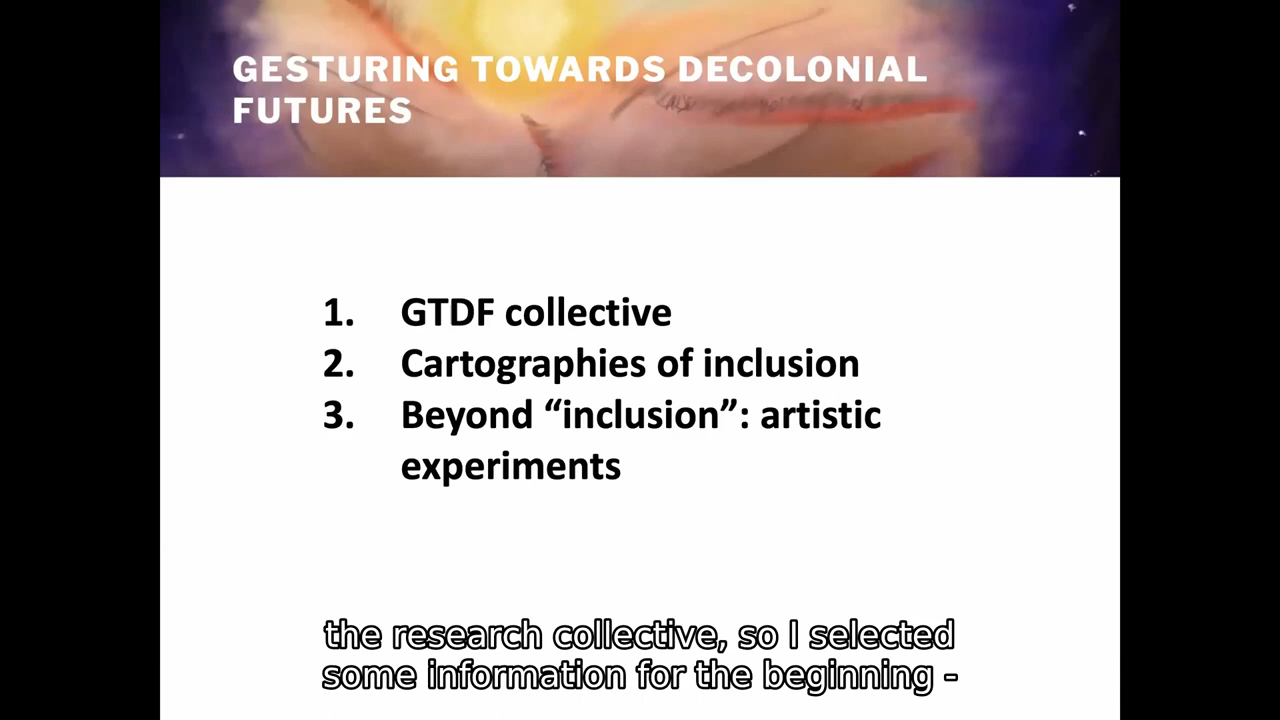 GESTURING TOWARDS DECOLONIAL
FUTURES
1. GTDF collective
2. Cartographies of inclusion
3. Beyond “inclusion”: artistic
experiments
the research collective, so I selected
some information for the beginning -